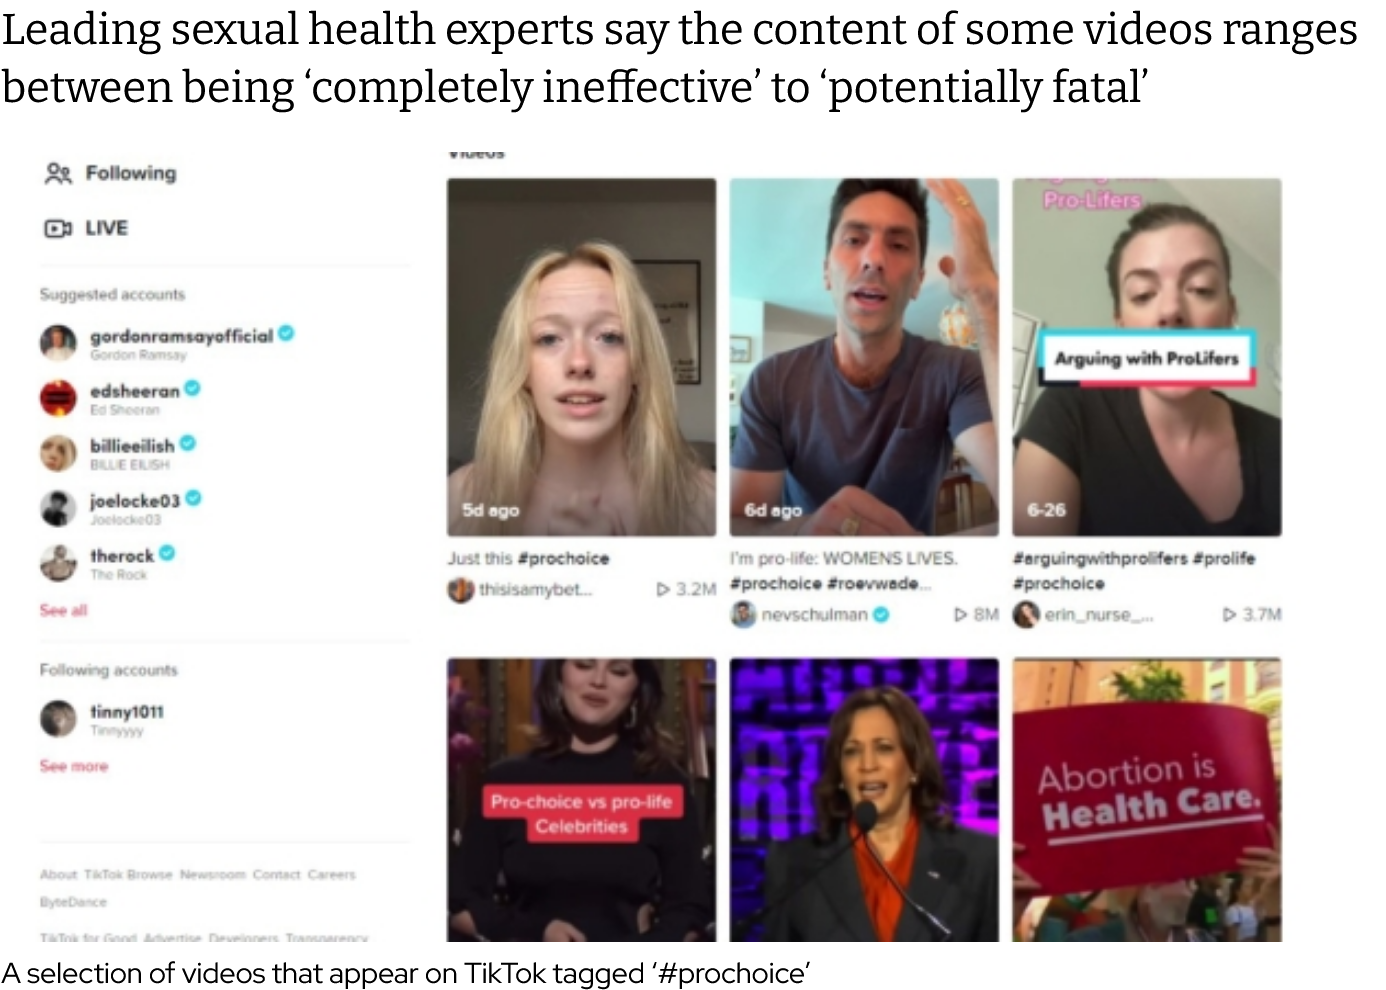 Leading sexual health experts say the content of some videos ranges
between being ‘completely ineffective’ to ‘potentially fatal’
Videos
Following
LIVE
Suggested accounts
gordonramsayofficial
Gordon Ramsay
edsheeran
Ed Sheeran
billieeilish
BILLIE EILISH
joelocke03
Joelocke03
therock
The Rock
See all
Following accounts
tinny1011
Tinnyyyy
See more
About TikTok Browse Newsroom Contact Careers
ByteDance
TikTok for Good Advertise Developers Transparency
5d ago
Just this #prochoice
thisisamybet... 3.2M
6d ago
I'm pro-life: WOMENS LIVES.
#prochoice #roevwade...
nevschulman 8M
Pro-Lifers
Arguing with ProLifers
6-26
#arguingwithprolifers #prolife
#prochoice
erin_nurse_... 3.7M
Pro-choice vs pro-life
Celebrities
Abortion is
Health Care.
A selection of videos that appear on TikTok tagged ‘#prochoice’